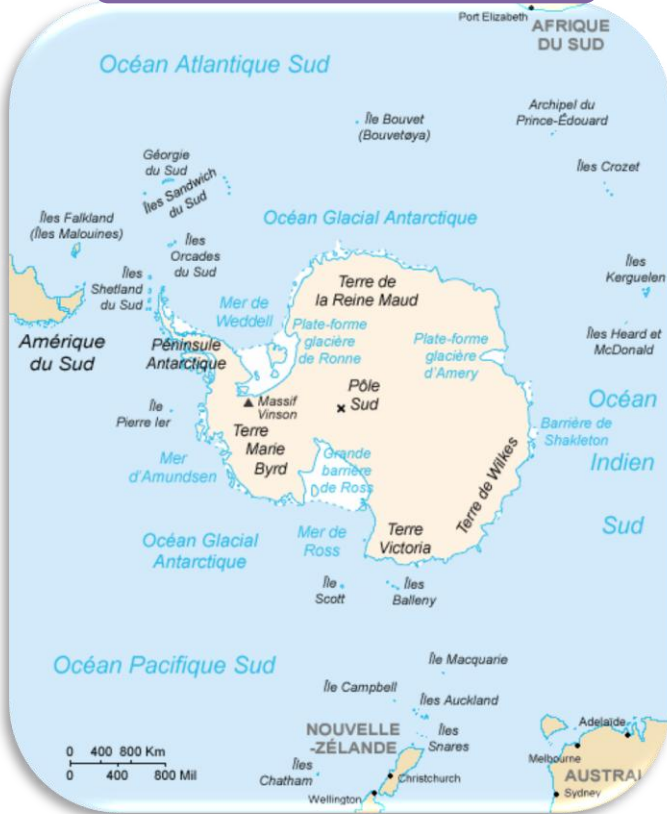 Port Elizabeth
AFRIQUE
DU SUD
Océan Atlantique Sud
Île Bouvet
(Bouvetøya)
Archipel du
Prince-Édouard
Géorgie
du Sud
Îles Sandwich
du Sud
Îles Crozet
Îles Falkland
(Îles Malouines)
Océan Glacial Antarctique
Îles
Orcades
du Sud
Îles
Shetland
du Sud
Îles
Kerguelen
Terre de
la Reine Maud
Mer de
Weddell
Amérique
du Sud
Péninsule
Antarctique
Plate-forme
glacière
de Ronne
Plate-forme
glacière
d'Amery
Îles Heard et
McDonald
Pôle
Sud
Massif
Vinson
Île
Pierre Ier
Terre
Marie
Byrd
Océan
Indien
Sud
Barrière de
Shakleton
Mer
d'Amundsen
Grande
barrière
de Ross
Terre de Wilkes
Océan Glacial
Antarctique
Mer de
Ross
Terre
Victoria
Île
Scott
Îles
Balleny
Océan Pacifique Sud
Île Macquarie
Île Campbell
Îles Auckland
Îles
Snares
NOUVELLE
-ZÉLANDE
Îles
Chatham
Christchurch
Wellington
Adelaïde
Melbourne
AUSTRAL
Sydney
0 400 800 Km
0 400 800 Mil